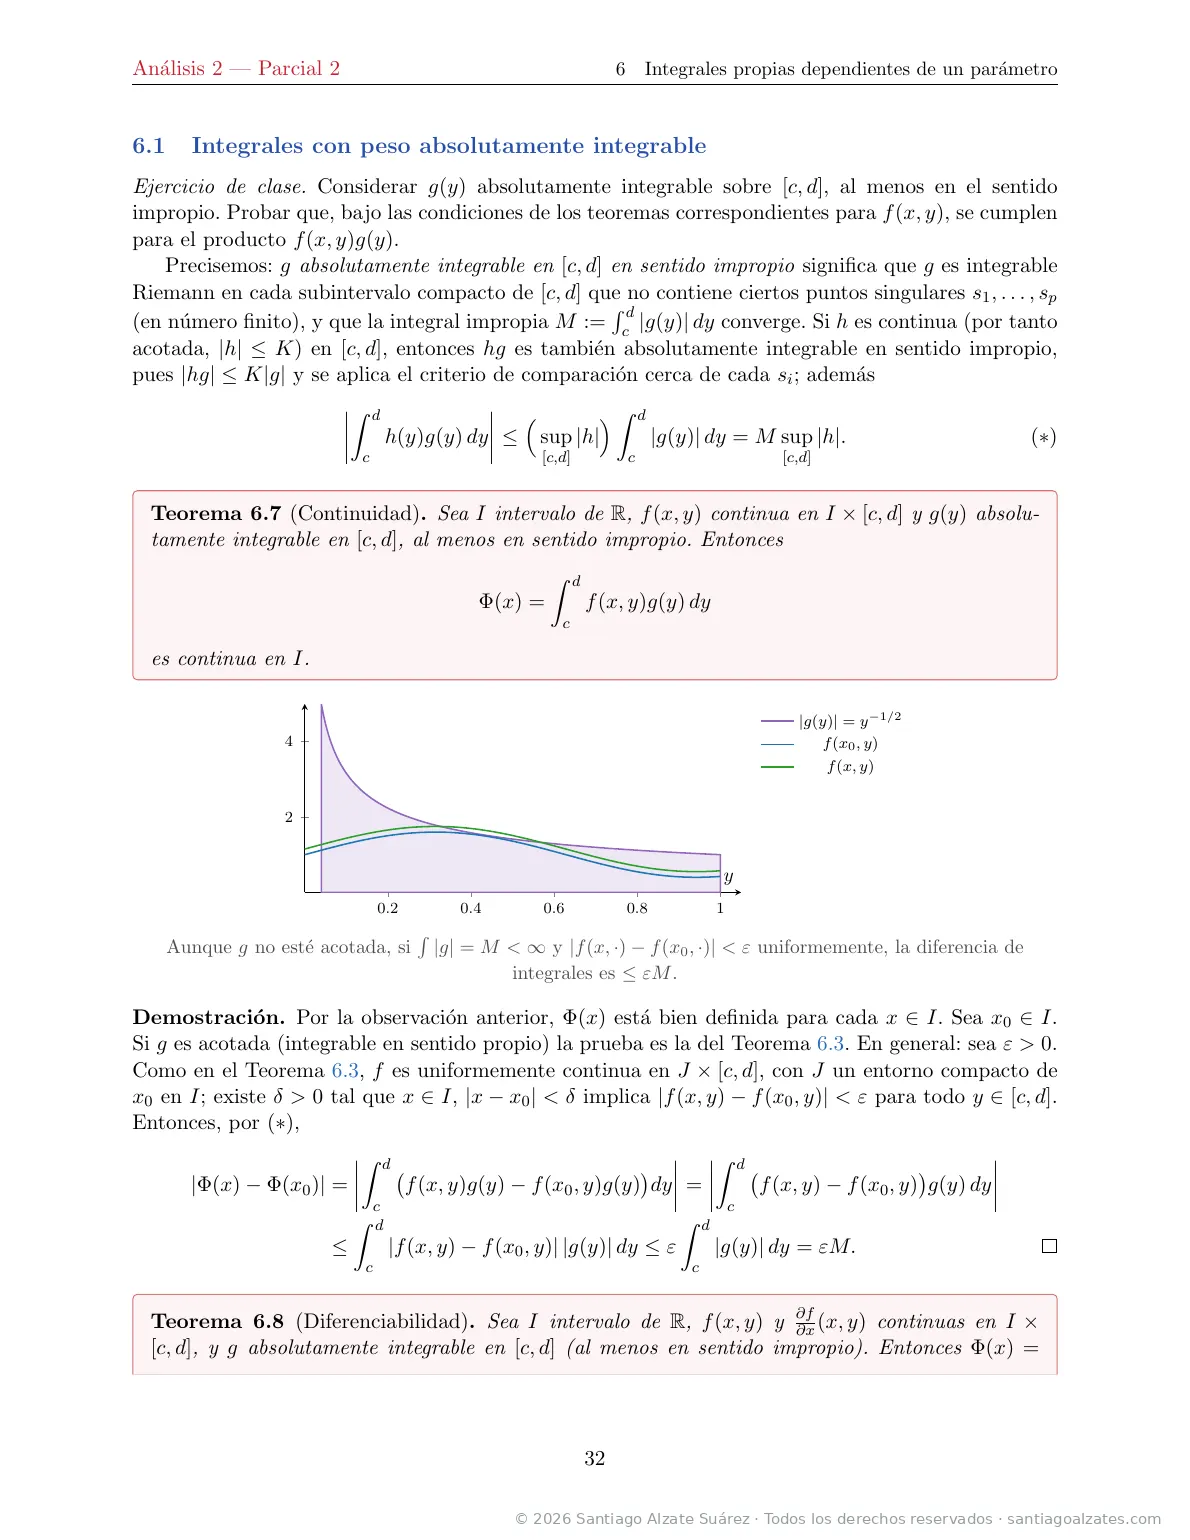 Análisis 2 — Parcial 2
6 Integrales propias dependientes de un parámetro
6.1 Integrales con peso absolutamente integrable
Ejercicio de clase. Considerar g(y) absolutamente integrable sobre [c, d], al menos en el sentido
impropio. Probar que, bajo las condiciones de los teoremas correspondientes para f(x, y), se cumplen
para el producto f(x, y)g(y).
Precisemos: g absolutamente integrable en [c, d] en sentido impropio significa que g es integrable
Riemann en cada subintervalo compacto de [c, d] que no contiene ciertos puntos singulares s₁, . . . , sₚ
(en número finito), y que la integral impropia M := ∫_c^d |g(y)| dy converge. Si h es continua (por tanto
acotada, |h| ≤ K) en [c, d], entonces hg es también absolutamente integrable en sentido impropio,
pues |hg| ≤ K|g| y se aplica el criterio de comparación cerca de cada sᵢ; además
|∫_c^d h(y)g(y) dy| ≤ (sup_[c,d] |h|) ∫_c^d |g(y)| dy = M sup_[c,d] |h|. (∗)
Teorema 6.7 (Continuidad). Sea I intervalo de ℝ, f(x, y) continua en I × [c, d] y g(y) absolu-
tamente integrable en [c, d], al menos en sentido impropio. Entonces
Φ(x) = ∫_c^d f(x, y)g(y) dy
es continua en I.
4
2
0.2 0.4 0.6 0.8 1
y
|g(y)| = y^{−1/2}
f(x₀, y)
f(x, y)
Aunque g no esté acotada, si ∫ |g| = M < ∞ y |f(x, ·) − f(x₀, ·)| < ε uniformemente, la diferencia de
integrales es ≤ εM.
Demostración. Por la observación anterior, Φ(x) está bien definida para cada x ∈ I. Sea x₀ ∈ I.
Si g es acotada (integrable en sentido propio) la prueba es la del Teorema 6.3. En general: sea ε > 0.
Como en el Teorema 6.3, f es uniformemente continua en J × [c, d], con J un entorno compacto de
x₀ en I; existe δ > 0 tal que x ∈ I, |x − x₀| < δ implica |f(x, y) − f(x₀, y)| < ε para todo y ∈ [c, d].
Entonces, por (∗),
|Φ(x) − Φ(x₀)| = |∫_c^d (f(x, y)g(y) − f(x₀, y)g(y))dy| = |∫_c^d (f(x, y) − f(x₀, y))g(y) dy|
≤ ∫_c^d |f(x, y) − f(x₀, y)| |g(y)| dy ≤ ε ∫_c^d |g(y)| dy = εM. □
Teorema 6.8 (Diferenciabilidad). Sea I intervalo de ℝ, f(x, y) y ∂f/∂x(x, y) continuas en I ×
[c, d], y g absolutamente integrable en [c, d] (al menos en sentido impropio). Entonces Φ(x) =
32
© 2026 Santiago Alzate Suárez · Todos los derechos reservados · santiagoalzates.com